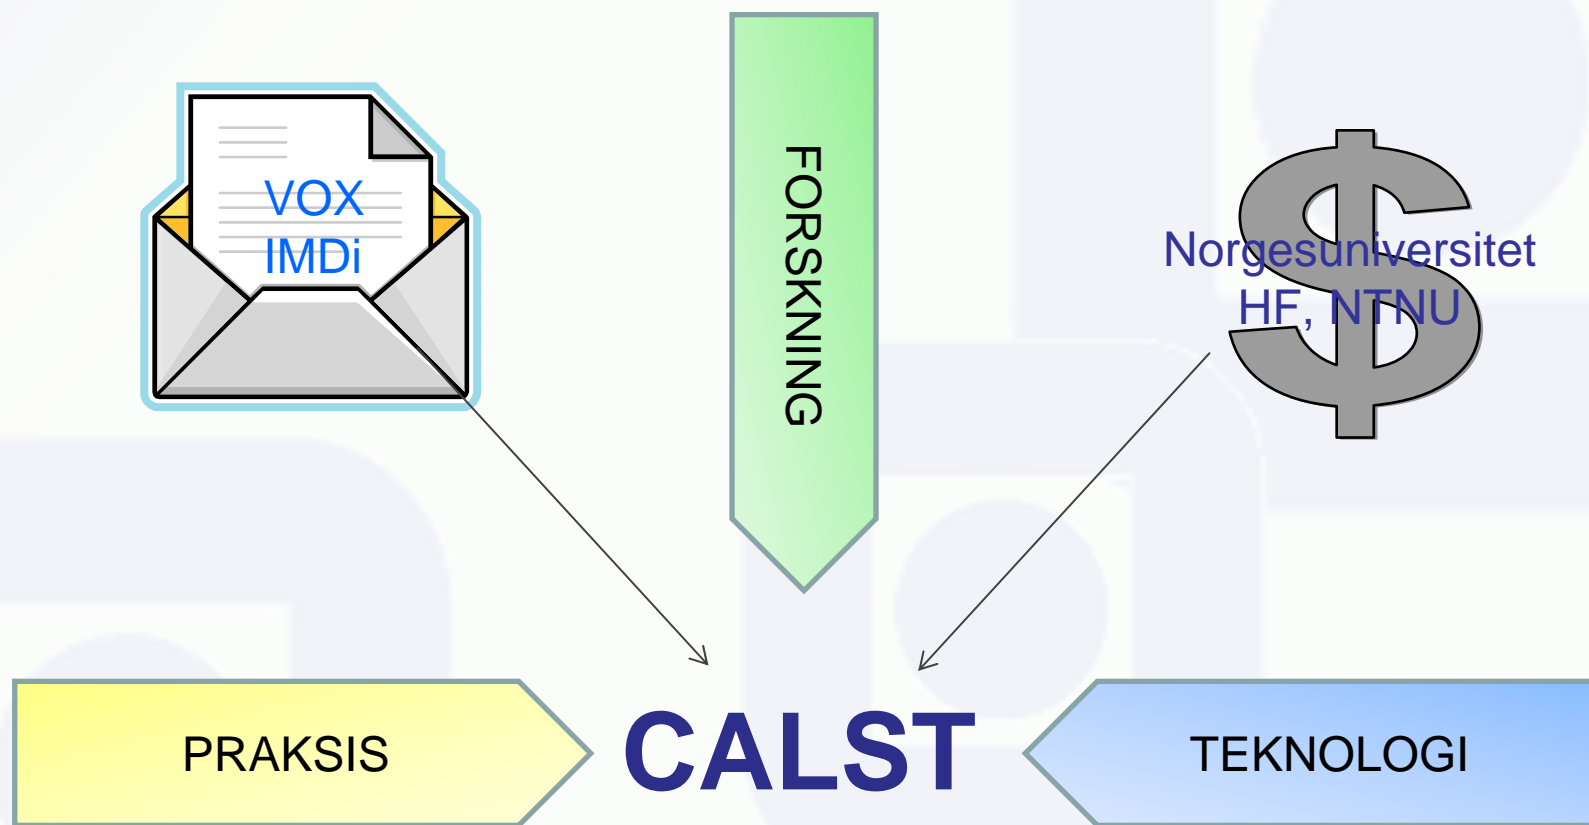 VOX
IMDi
FORSKNING
Norgesuniversitet
HF, NTNU
PRAKSIS
CALST
TEKNOLOGI